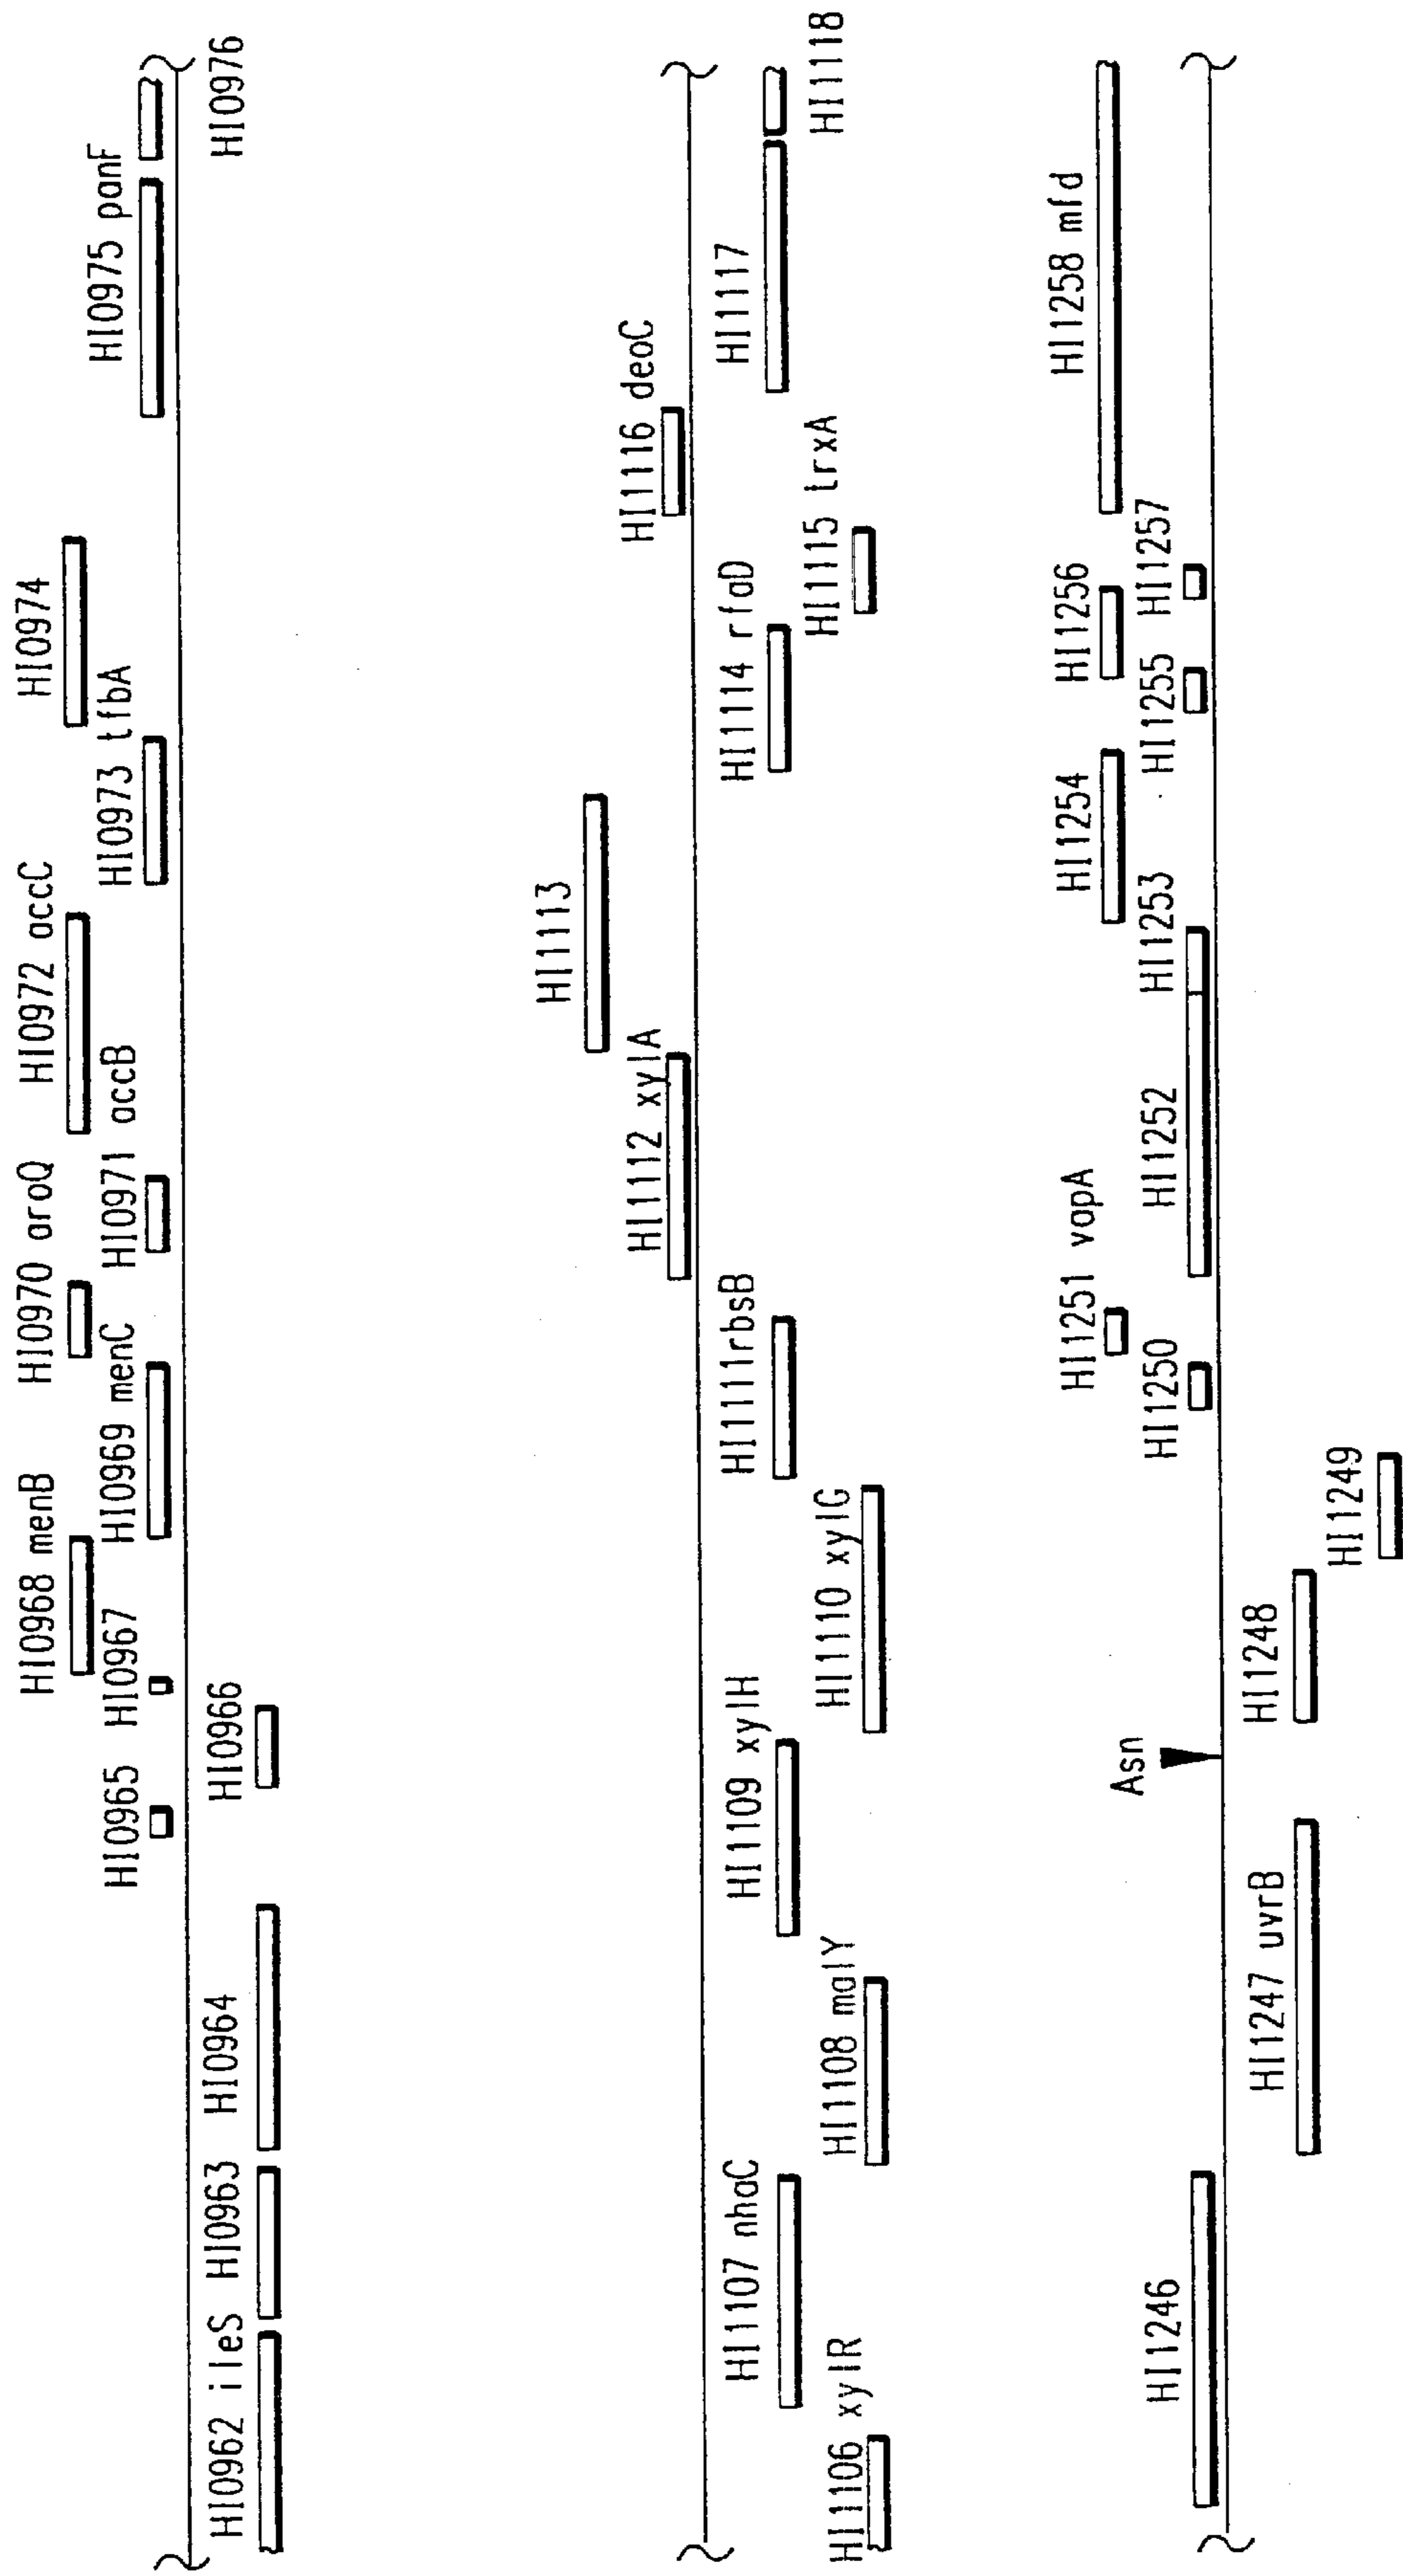 HI0962 ileS
HI0963
HI0964
HI0965
HI0966
HI0967
HI0968 menB
HI0969 menC
HI0970 aroQ
HI0971 accB
HI0972 accC
HI0973 tfbA
HI0974
HI0975 panF
HI0976
HI1106 xylR
HI1107 nhaC
HI1108 malY
HI1109 xylH
HI1110 xylG
HI1111rbsB
HI1112 xylA
HI1113
HI1114 rfaD
HI1115 trxA
HI1116 deoC
HI1117
HI1118
HI1246
HI1247 uvrB
Asn
HI1248
HI1249
HI1250
HI1251 vapA
HI1252
HI1253
HI1254
HI1255
HI1256
HI1257
HI1258 mfd